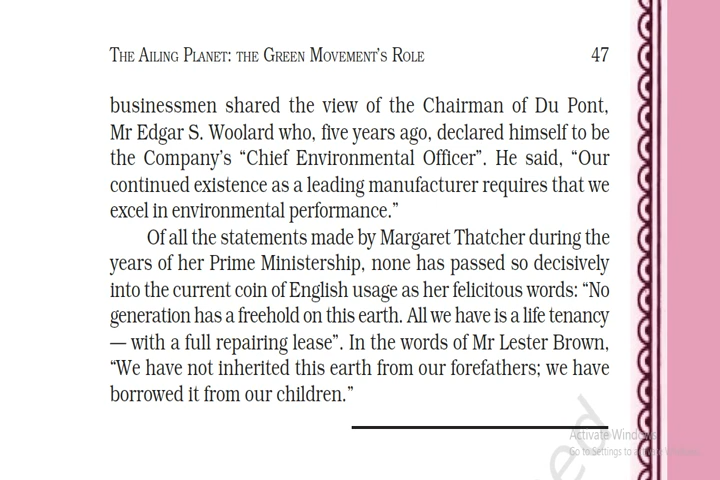 THE AILING PLANET: THE GREEN MOVEMENT'S ROLE 47
businessmen shared the view of the Chairman of Du Pont,
Mr Edgar S. Woolard who, five years ago, declared himself to be
the Company's “Chief Environmental Officer”. He said, “Our
continued existence as a leading manufacturer requires that we
excel in environmental performance.”
Of all the statements made by Margaret Thatcher during the
years of her Prime Ministership, none has passed so decisively
into the current coin of English usage as her felicitous words: “No
generation has a freehold on this earth. All we have is a life tenancy
— with a full repairing lease”. In the words of Mr Lester Brown,
“We have not inherited this earth from our forefathers; we have
borrowed it from our children.”
Activate Windows
Go to Settings to activate Windows.